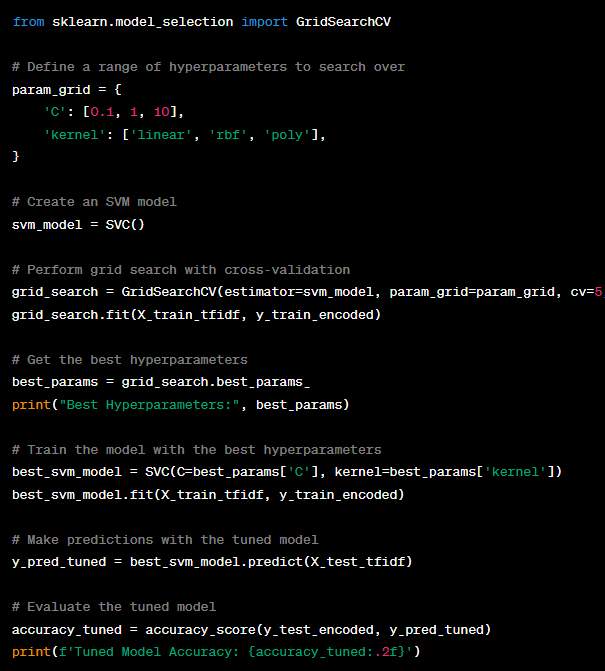 from sklearn.model_selection import GridSearchCV
# Define a range of hyperparameters to search over
param_grid = {
    'C': [0.1, 1, 10],
    'kernel': ['linear', 'rbf', 'poly'],
}
# Create an SVM model
svm_model = SVC()
# Perform grid search with cross-validation
grid_search = GridSearchCV(estimator=svm_model, param_grid=param_grid, cv=5
grid_search.fit(X_train_tfidf, y_train_encoded)
# Get the best hyperparameters
best_params = grid_search.best_params_
print("Best Hyperparameters:", best_params)
# Train the model with the best hyperparameters
best_svm_model = SVC(C=best_params['C'], kernel=best_params['kernel'])
best_svm_model.fit(X_train_tfidf, y_train_encoded)
# Make predictions with the tuned model
y_pred_tuned = best_svm_model.predict(X_test_tfidf)
# Evaluate the tuned model
accuracy_tuned = accuracy_score(y_test_encoded, y_pred_tuned)
print(f'Tuned Model Accuracy: {accuracy_tuned:.2f}')